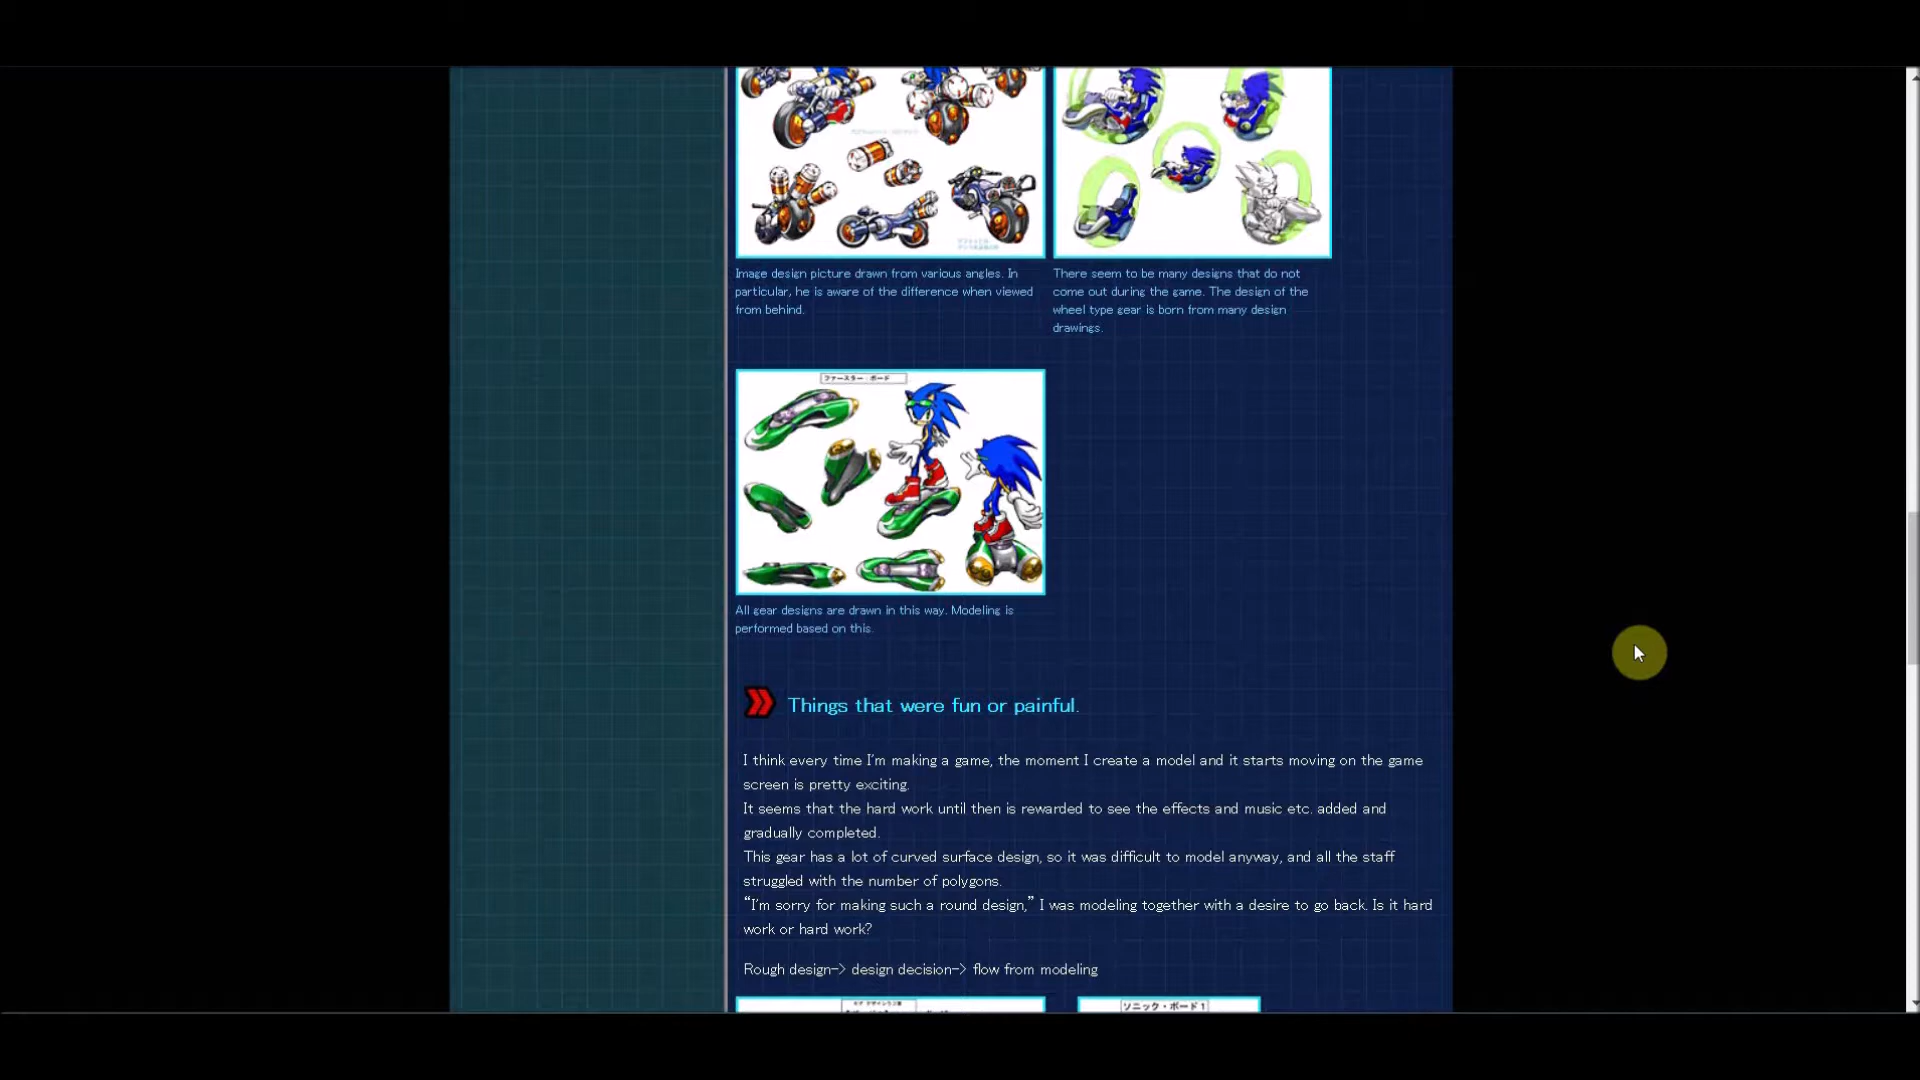 Image design picture drawn from various angles. In
particular, he is aware of the difference when viewed
from behind.
There seem to be many designs that do not
come out during the game. The design of the
wheel type gear is born from many design
drawings.
ファースター・ボード
All gear designs are drawn in this way. Modeling is
performed based on this.
Things that were fun or painful.
I think every time I'm making a game, the moment I create a model and it starts moving on the game
screen is pretty exciting.
It seems that the hard work until then is rewarded to see the effects and music etc. added and
gradually completed.
This gear has a lot of curved surface design, so it was difficult to model anyway, and all the staff
struggled with the number of polygons.
“I'm sorry for making such a round design,” I was modeling together with a desire to go back. Is it hard
work or hard work?
Rough design-> design decision-> flow from modeling
ソニック・ボード1